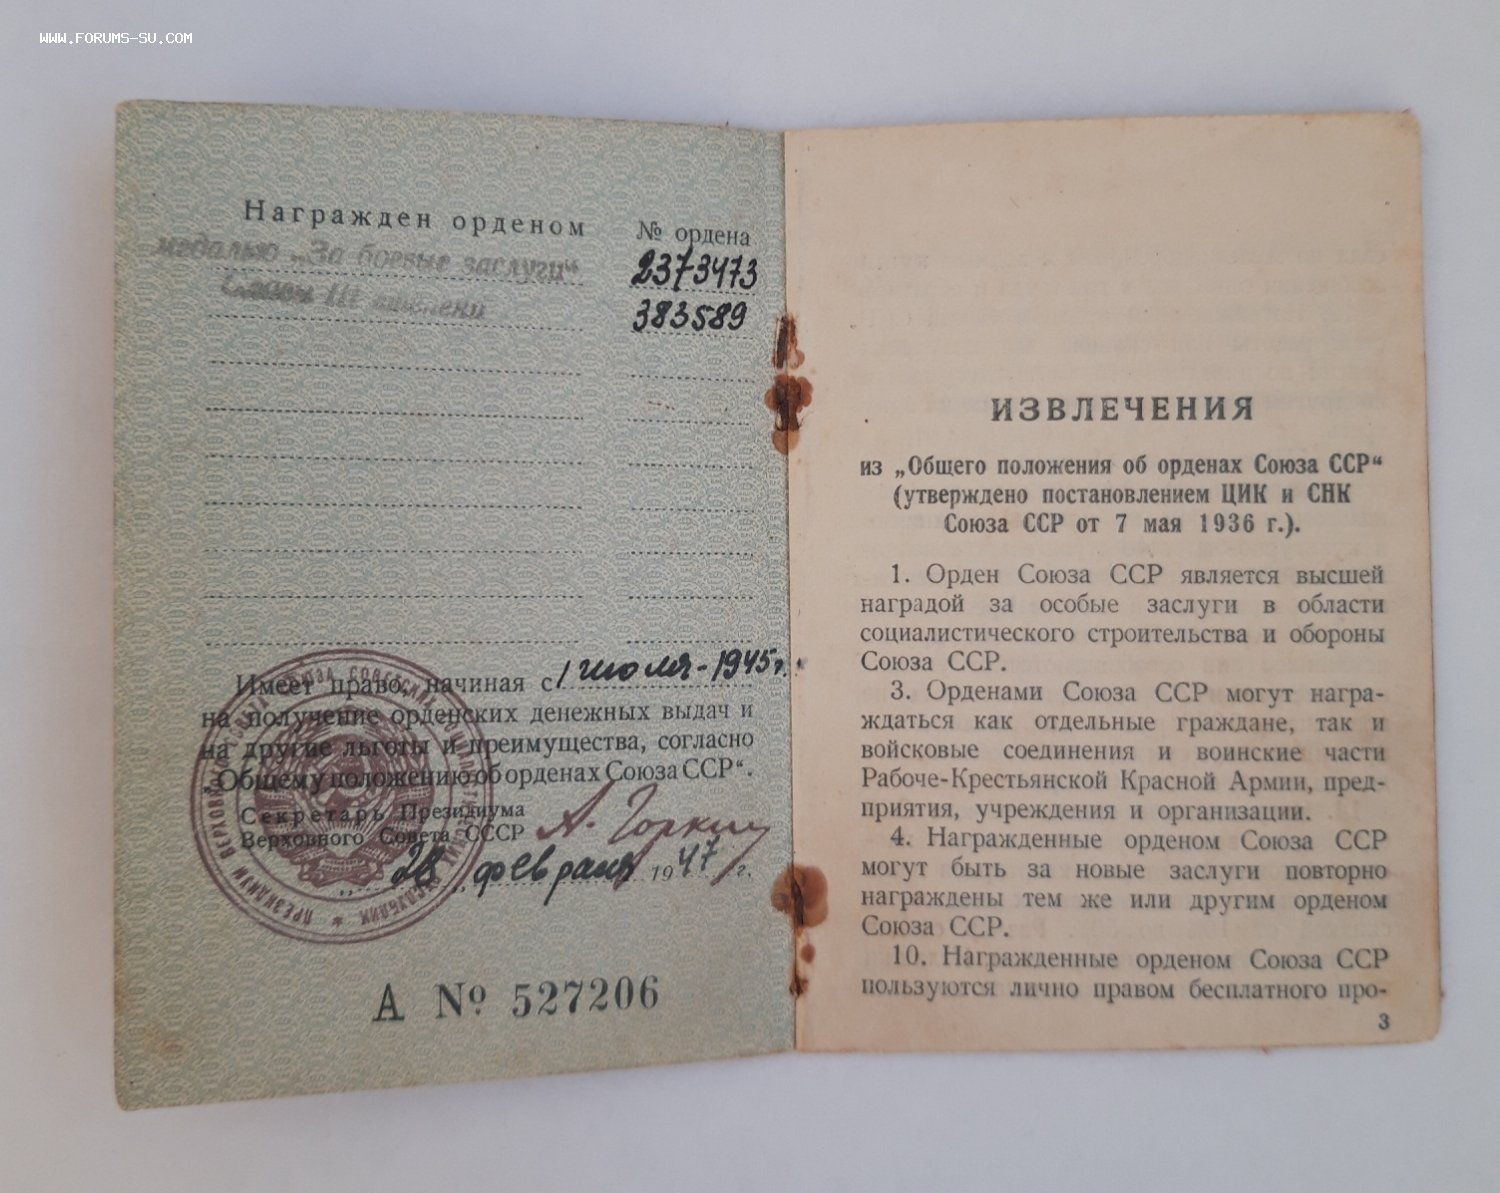 WWW.FORUMS-SU.COM
Награжден орденом
№ ордена
медалью „За боевые заслуги“
2373473
Славы III степени
383589
Имеет право, начиная с 1 июля - 1945 г.
на получение орденских денежных выдач и
на другие льготы и преимущества, согласно
„Общему положению об орденах Союза ССР“.
Секретарь Президиума
Верховного Совета СССР
А. Горкин
„28“ февраля 1947 г.
А № 527206
ИЗВЛЕЧЕНИЯ
из „Общего положения об орденах Союза ССР“
(утверждено постановлением ЦИК и СНК
Союза ССР от 7 мая 1936 г.).
1. Орден Союза ССР является высшей
наградой за особые заслуги в области
социалистического строительства и обороны
Союза ССР.
3. Орденами Союза ССР могут награ-
ждаться как отдельные граждане, так и
войсковые соединения и воинские части
Рабоче-Крестьянской Красной Армии, пред-
приятия, учреждения и организации.
4. Награжденные орденом Союза ССР
могут быть за новые заслуги повторно
награждены тем же или другим орденом
Союза ССР.
10. Награжденные орденом Союза ССР
пользуются лично правом бесплатного про-
3